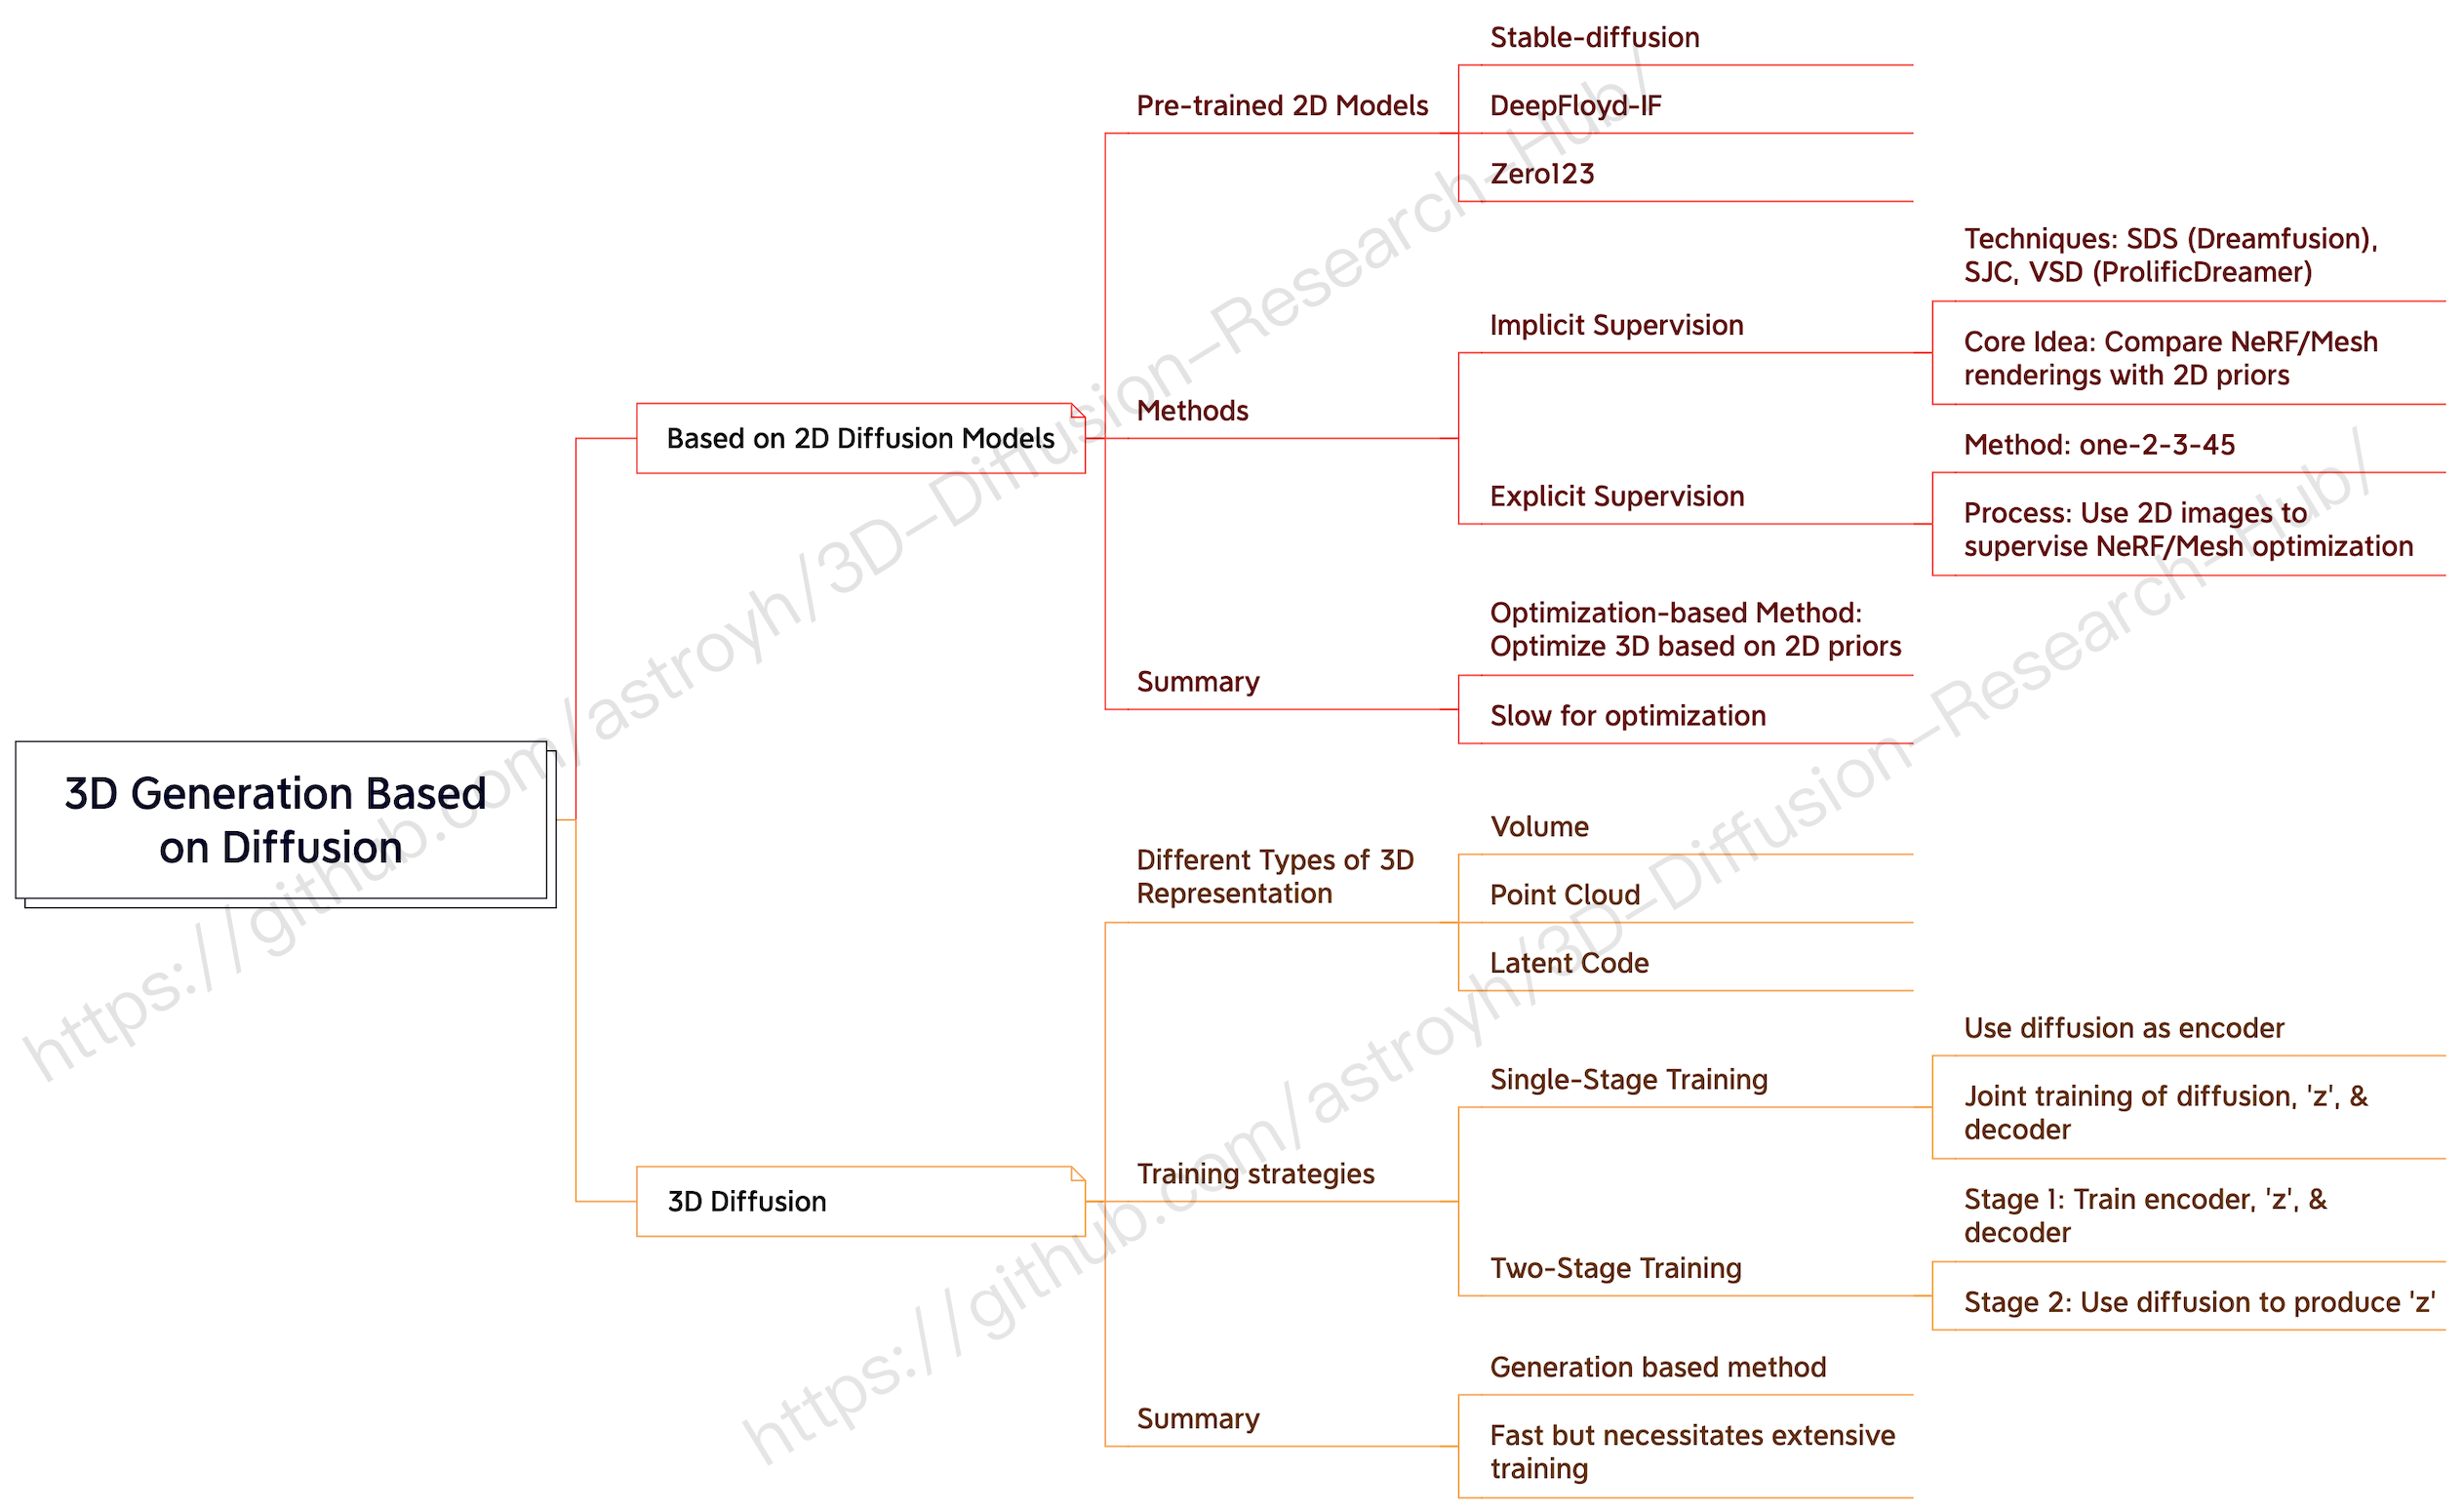 3D Generation Based
on Diffusion
Based on 2D Diffusion Models
Pre-trained 2D Models
Stable-diffusion
DeepFloyd-IF
Zero123
Methods
Implicit Supervision
Techniques: SDS (Dreamfusion),
SJC, VSD (ProlificDreamer)
Core Idea: Compare NeRF/Mesh
renderings with 2D priors
Explicit Supervision
Method: one-2-3-45
Process: Use 2D images to
supervise NeRF/Mesh optimization
Summary
Optimization-based Method:
Optimize 3D based on 2D priors
Slow for optimization
3D Diffusion
Different Types of 3D
Representation
Volume
Point Cloud
Latent Code
Training strategies
Single-Stage Training
Use diffusion as encoder
Joint training of diffusion, 'z', &
decoder
Two-Stage Training
Stage 1: Train encoder, 'z', &
decoder
Stage 2: Use diffusion to produce 'z'
Summary
Generation based method
Fast but necessitates extensive
training
https://github.com/astroyh/3D-Diffusion-Research-Hub/
https://github.com/astroyh/3D-Diffusion-Research-Hub/